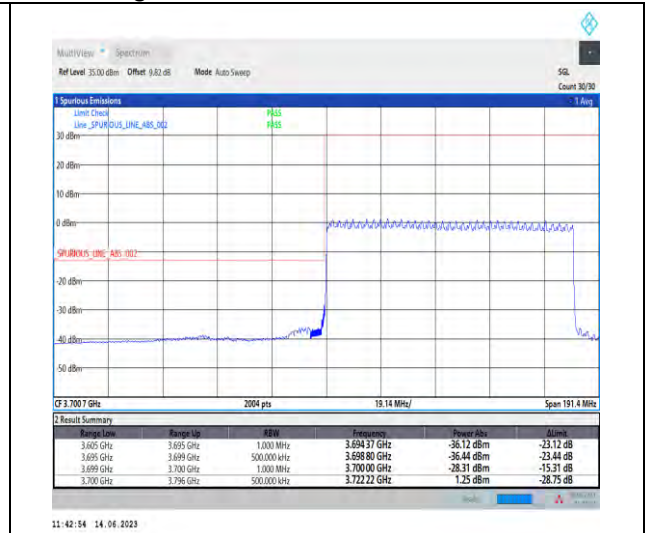 MultiView Spectrum
Ref Level 35.00 dBm Offset 9.82 dB Mode Auto Sweep SGL
Count 30/30
1 Spurious Emissions 1 Avg
Limit Check PASS
Line _SPURIOUS_LINE_ABS_002 PASS
30 dBm
20 dBm
10 dBm
0 dBm
_SPURIOUS_LINE_ABS_002
-20 dBm
-30 dBm
-40 dBm
-50 dBm
CF 3.7007 GHz 2004 pts 19.14 MHz/ Span 191.4 MHz
2 Result Summary
Range Low Range Up RBW Frequency Power Abs ΔLimit
3.605 GHz 3.695 GHz 1.000 MHz 3.694 37 GHz -36.12 dBm -23.12 dB
3.695 GHz 3.699 GHz 500.000 kHz 3.698 80 GHz -36.44 dBm -23.44 dB
3.699 GHz 3.700 GHz 1.000 MHz 3.700 00 GHz -28.31 dBm -15.31 dB
3.700 GHz 3.796 GHz 500.000 kHz 3.722 22 GHz 1.25 dBm -28.75 dB
11:42:54 14.06.2023